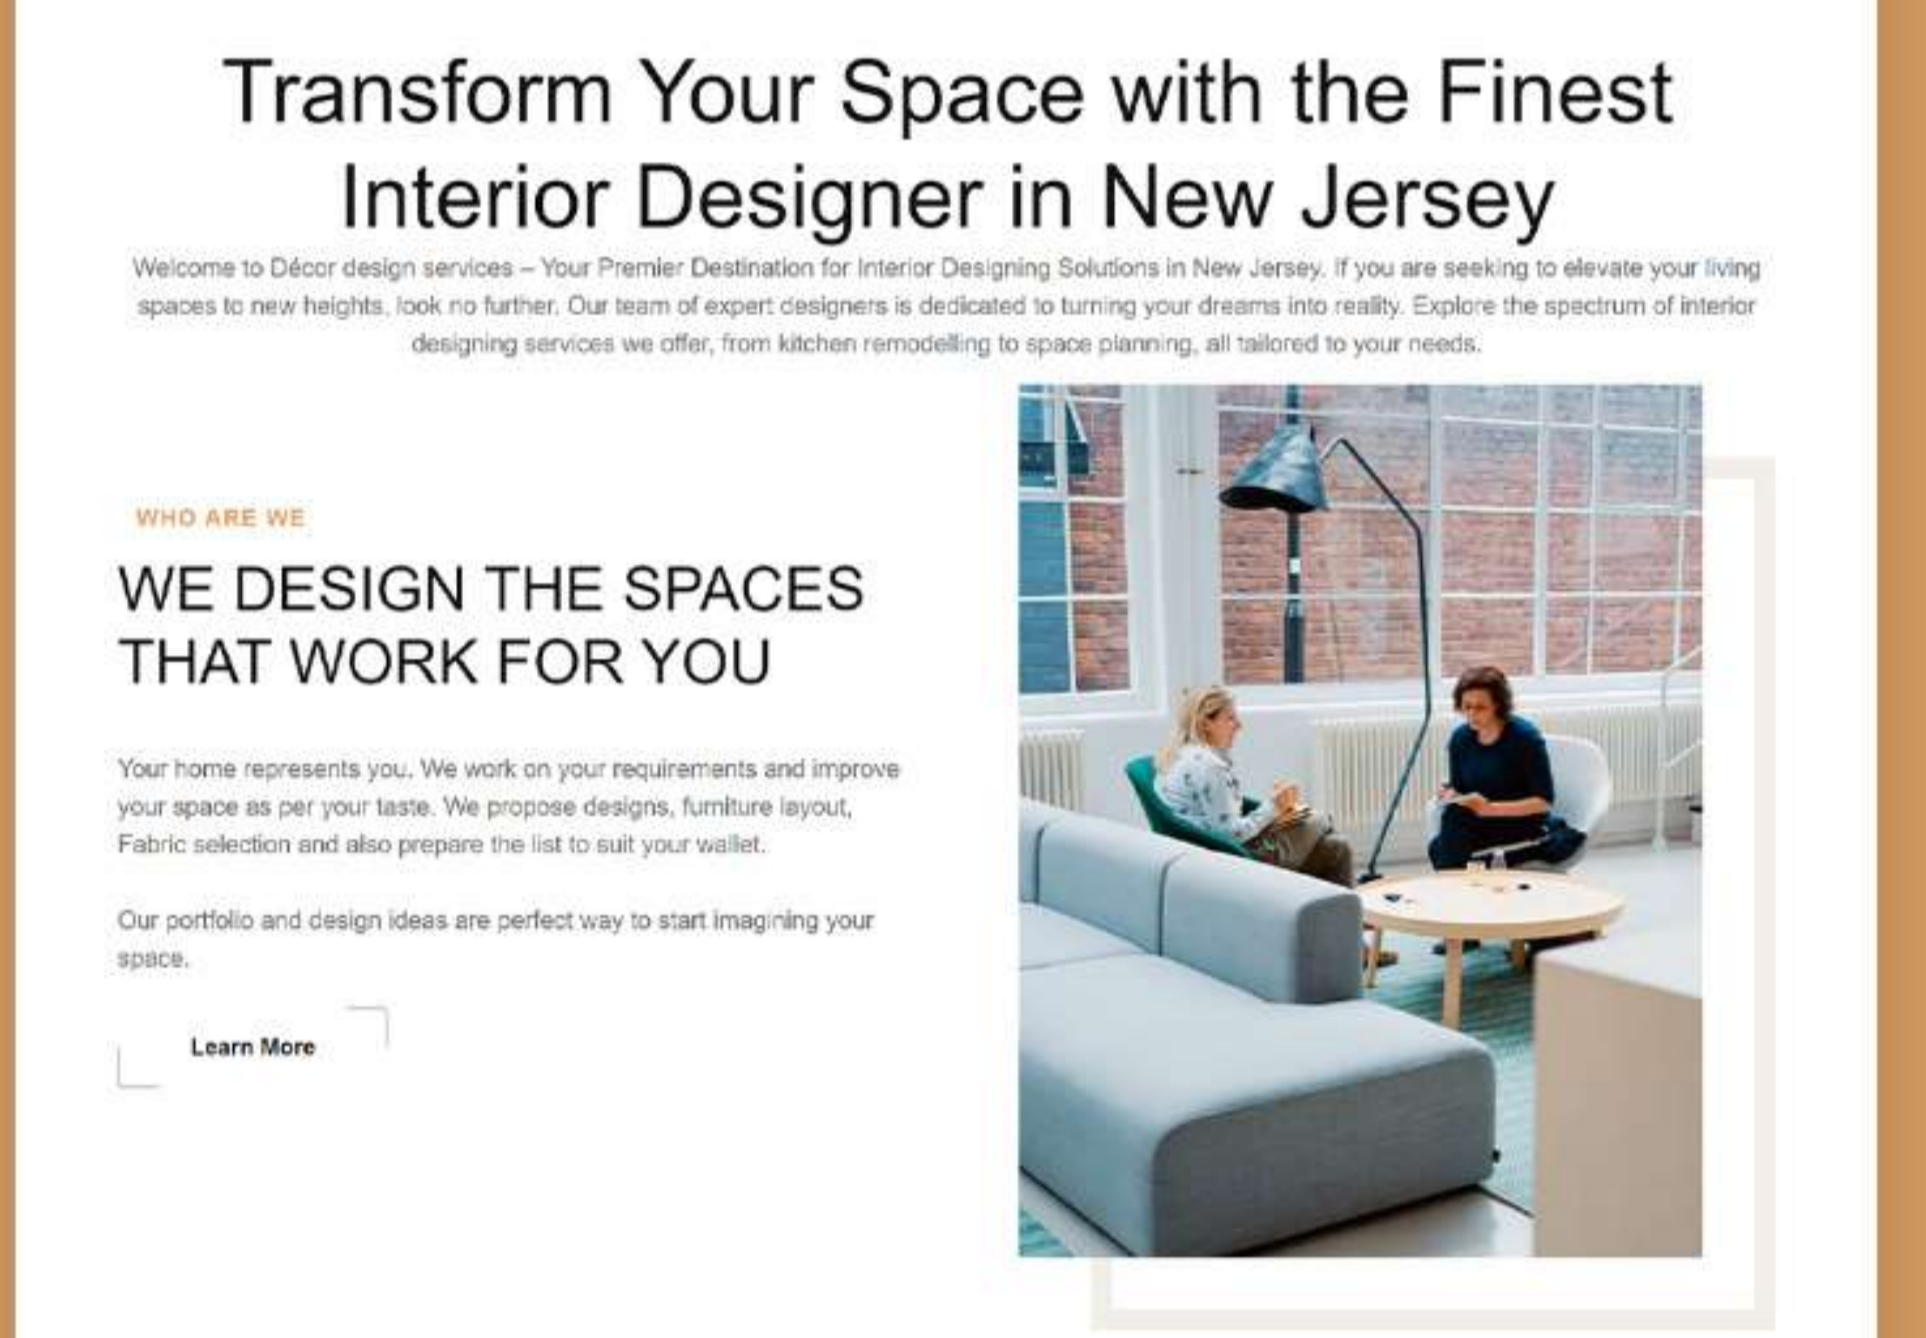 Transform Your Space with the Finest
Interior Designer in New Jersey
Welcome to Décor design services – Your Premier Destination for Interior Designing Solutions in New Jersey. If you are seeking to elevate your living
spaces to new heights, look no further. Our team of expert designers is dedicated to turning your dreams into reality. Explore the spectrum of interior
designing services we offer, from kitchen remodelling to space planning, all tailored to your needs.
WHO ARE WE
WE DESIGN THE SPACES
THAT WORK FOR YOU
Your home represents you. We work on your requirements and improve
your space as per your taste. We propose designs, furniture layout,
Fabric selection and also prepare the list to suit your wallet.
Our portfolio and design ideas are perfect way to start imagining your
space.
Learn More